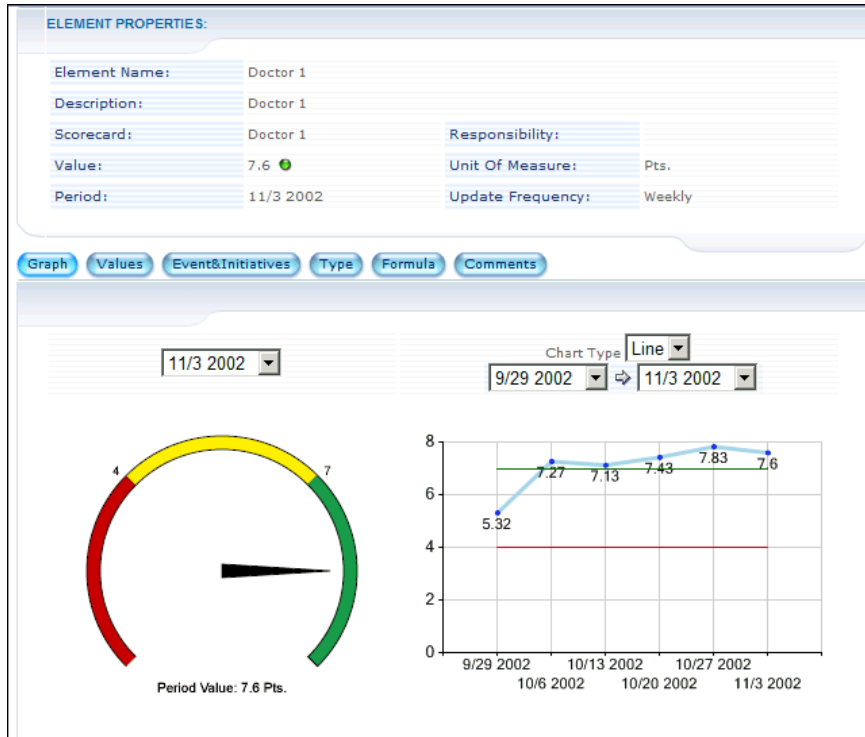 ELEMENT PROPERTIES:
Element Name: Doctor 1
Description: Doctor 1
Scorecard: Doctor 1 Responsibility:
Value: 7.6 Unit Of Measure: Pts.
Period: 11/3 2002 Update Frequency: Weekly
Graph Values Event&Initiatives Type Formula Comments
11/3 2002
Chart Type Line
9/29 2002 11/3 2002
4 7
Period Value: 7.6 Pts.
8
6
4
2
0
5.32 7.27 7.13 7.43 7.83 7.6
9/29 2002 10/13 2002 10/27 2002
10/6 2002 10/20 2002 11/3 2002